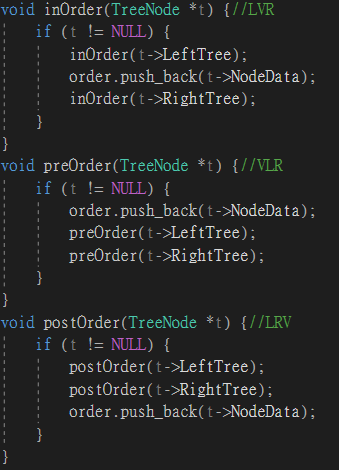 void inOrder(TreeNode *t) {//LVR
if (t != NULL) {
inOrder(t->LeftTree);
order.push_back(t->NodeData);
inOrder(t->RightTree);
}
}
void preOrder(TreeNode *t) {//VLR
if (t != NULL) {
order.push_back(t->NodeData);
preOrder(t->LeftTree);
preOrder(t->RightTree);
}
}
void postOrder(TreeNode *t) {//LRV
if (t != NULL) {
postOrder(t->LeftTree);
postOrder(t->RightTree);
order.push_back(t->NodeData);
}
}